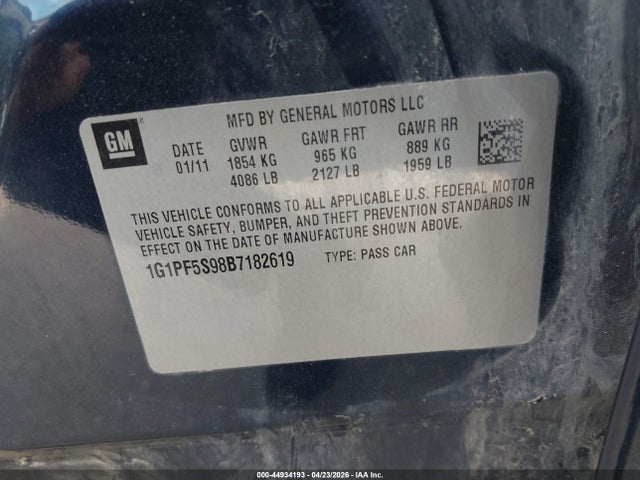 MFD BY GENERAL MOTORS LLC
GM
DATE GVWR GAWR FRT GAWR RR
01/11 1854 KG 965 KG 889 KG
4086 LB 2127 LB 1959 LB
THIS VEHICLE CONFORMS TO ALL APPLICABLE U.S. FEDERAL MOTOR
VEHICLE SAFETY, BUMPER, AND THEFT PREVENTION STANDARDS IN
EFFECT ON THE DATE OF MANUFACTURE SHOWN ABOVE.
1G1PF5S98B7182619 TYPE: PASS CAR
000-44934193 | 04/23/2026 - IAA Inc.